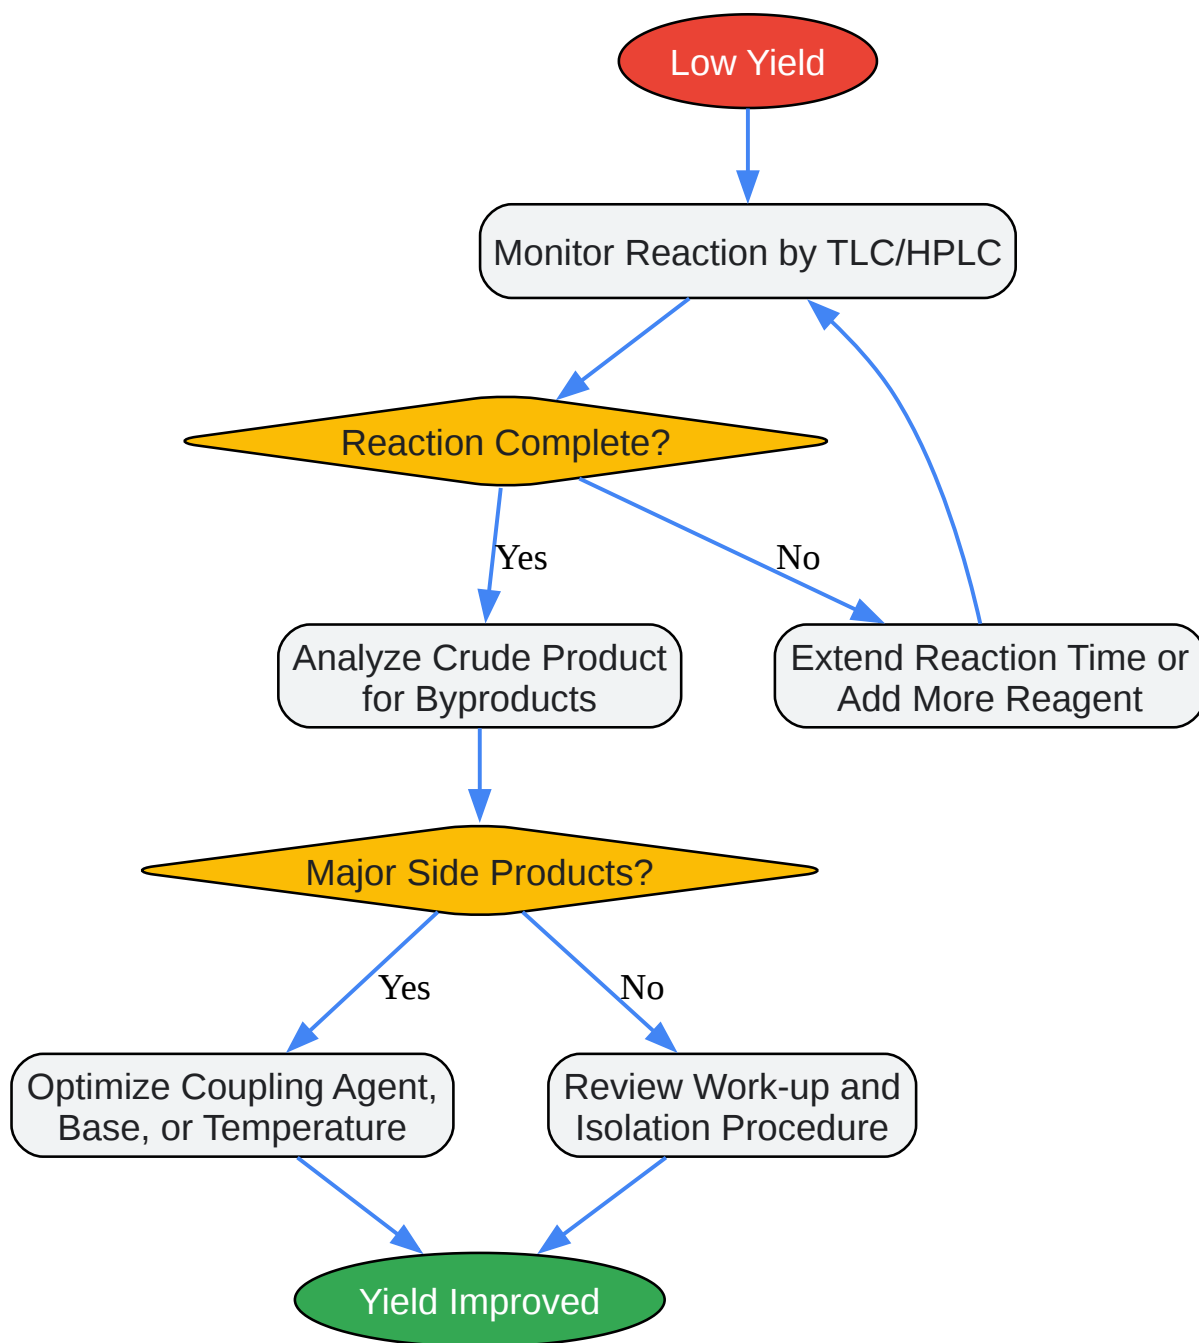 Low Yield
Monitor Reaction by TLC/HPLC
Reaction Complete?
Yes
No
Analyze Crude Product
for Byproducts
Extend Reaction Time or
Add More Reagent
Major Side Products?
Yes
No
Optimize Coupling Agent,
Base, or Temperature
Review Work-up and
Isolation Procedure
Yield Improved